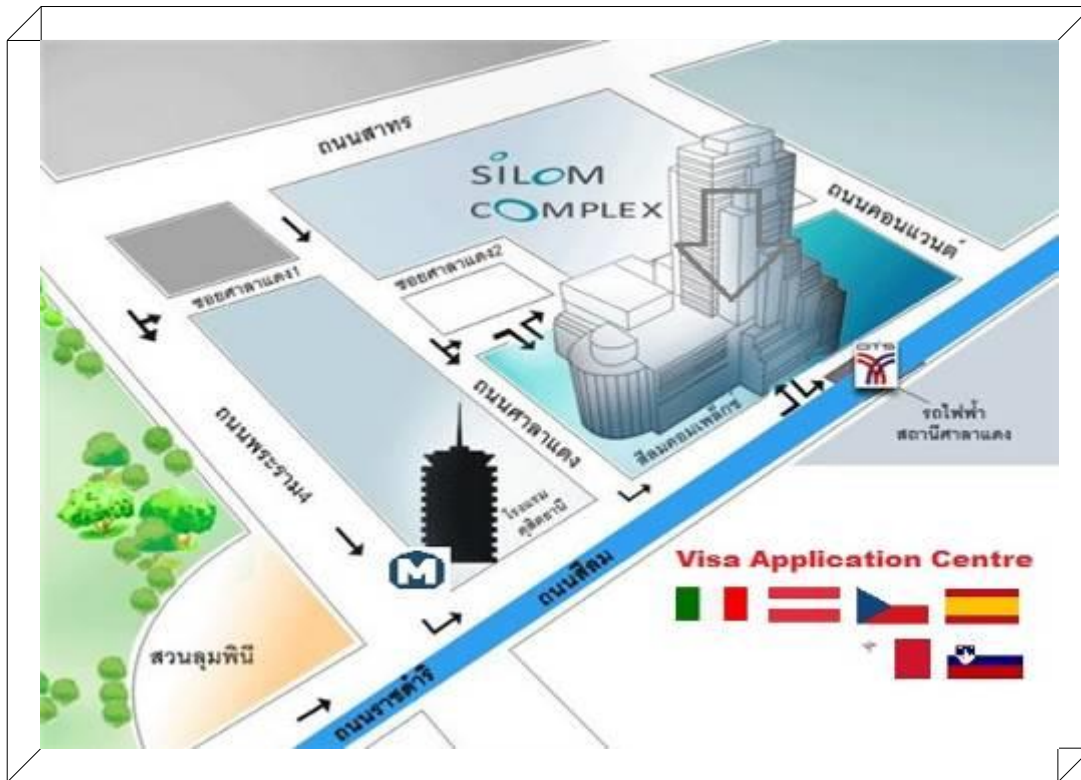 ถนนสาทร
SILOM
COMPLEX
ถนนคอนแวนต์
ซอยศาลาแดง1
ซอยศาลาแดง2
BTS
รถไฟฟ้า
สถานีศาลาแดง
สีลมคอมเพล็กซ์
ถนนศาลาแดง
ถนนพระราม4
โรงแรม
ดุสิตธานี
M
ถนนสีลม
Visa Application Centre
สวนลุมพินี
ถนนราชดำริ